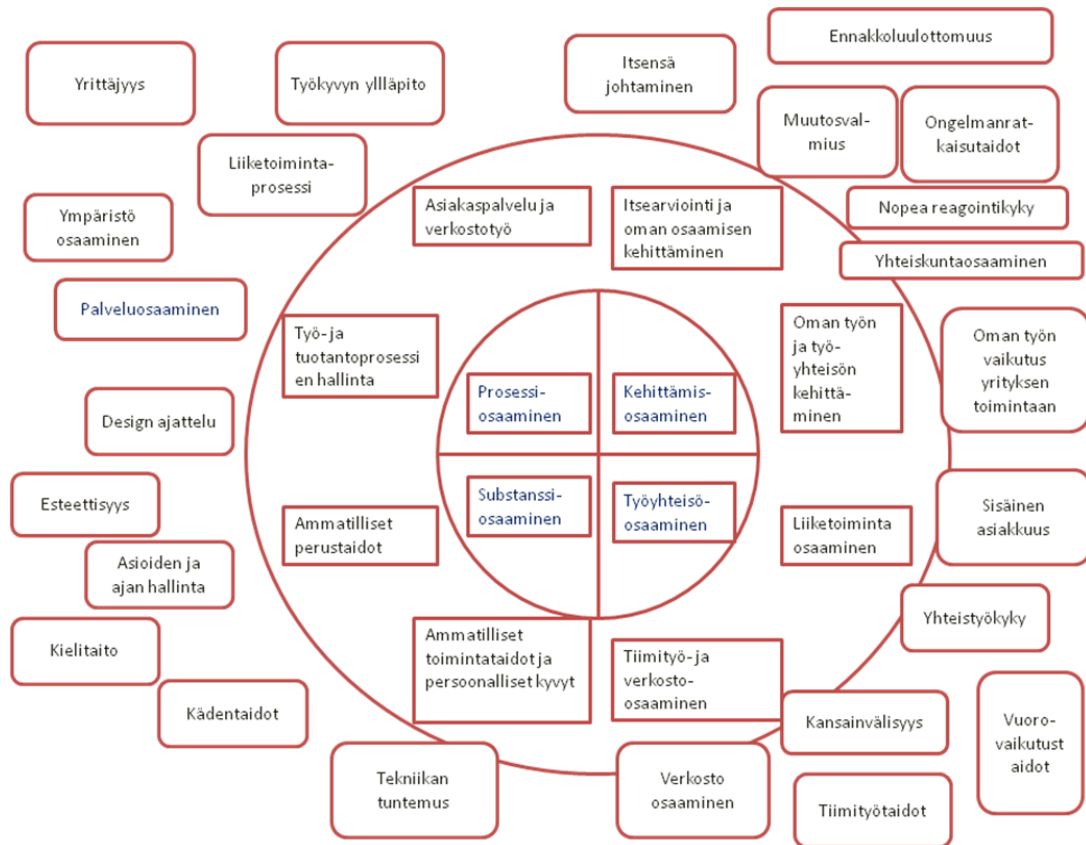 Ennakkoluulottomuus
Yrittäjyys
Työkyvyn yllläpito
Itsensä
johtaminen
Muutosval-
mius
Ongelmanrat-
kaisutaidot
Liiketoiminta-
prosessi
Asiakaspalvelu ja
verkostotyö
Itsearviointi ja
oman osaamisen
kehittäminen
Nopea reagointikyky
Ympäristö
osaaminen
Yhteiskuntaosaaminen
Palveluosaaminen
Työ- ja
tuotantoprosessi
en hallinta
Oman työn
ja työ-
yhteisön
kehittä-
minen
Oman työn
vaikutus
yrityksen
toimintaan
Prosessi-
osaaminen
Kehittämis-
osaaminen
Design ajattelu
Esteettisyys
Substanssi-
osaaminen
Työyhteisö-
osaaminen
Ammatilliset
perustaidot
Liiketoiminta
osaaminen
Sisäinen
asiakkuus
Asioiden ja
ajan hallinta
Kielitaito
Ammatilliset
toimintataidot ja
persoonalliset kyvyt
Tiimityö- ja
verkosto-
osaaminen
Yhteistyökyky
Kädentaidot
Kansainvälisyys
Vuoro-
vaikutust
aidot
Tekniikan
tuntemus
Verkosto
osaaminen
Tiimityötaidot